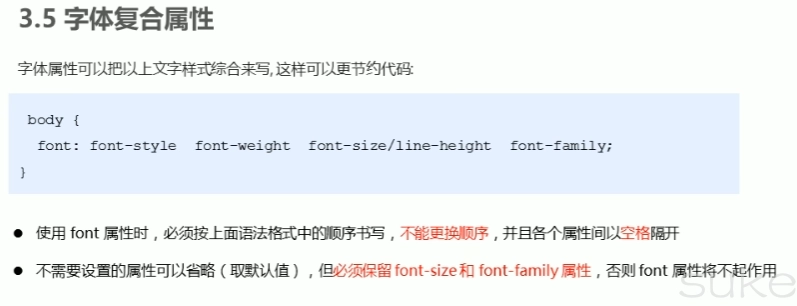 3.5 字体复合属性
字体属性可以把以上文字样式综合来写, 这样可以更节约代码:
body {
font: font-style font-weight font-size/line-height font-family;
}
● 使用 font 属性时，必须按上面语法格式中的顺序书写，不能更换顺序，并且各个属性间以空格隔开
● 不需要设置的属性可以省略（取默认值），但必须保留 font-size 和 font-family 属性，否则 font 属性将不起作用
suke